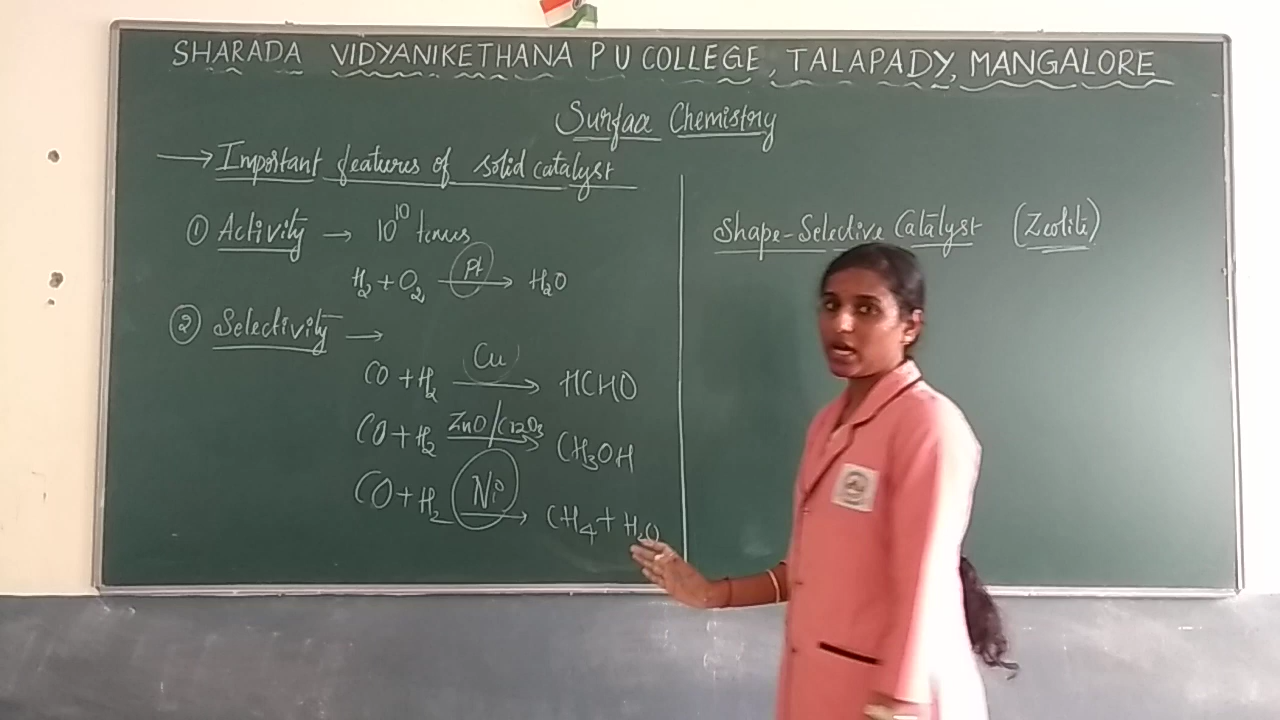 SHARADA VIDYANIKETHANA P U COLLEGE, TALAPADY, MANGALORE
Surface Chemistry
→ Important features of solid catalyst
① Activity → 10¹⁰ times
H₂ + O₂ —Pt→ H₂O
② Selectivity →
CO + H₂ —Cu→ HCHO
CO + H₂ —ZnO/Cr2O₃→ CH₃OH
CO + H₂ —Ni→ CH₄ + H₂O
Shape-Selective Catalyst (Zeolite)